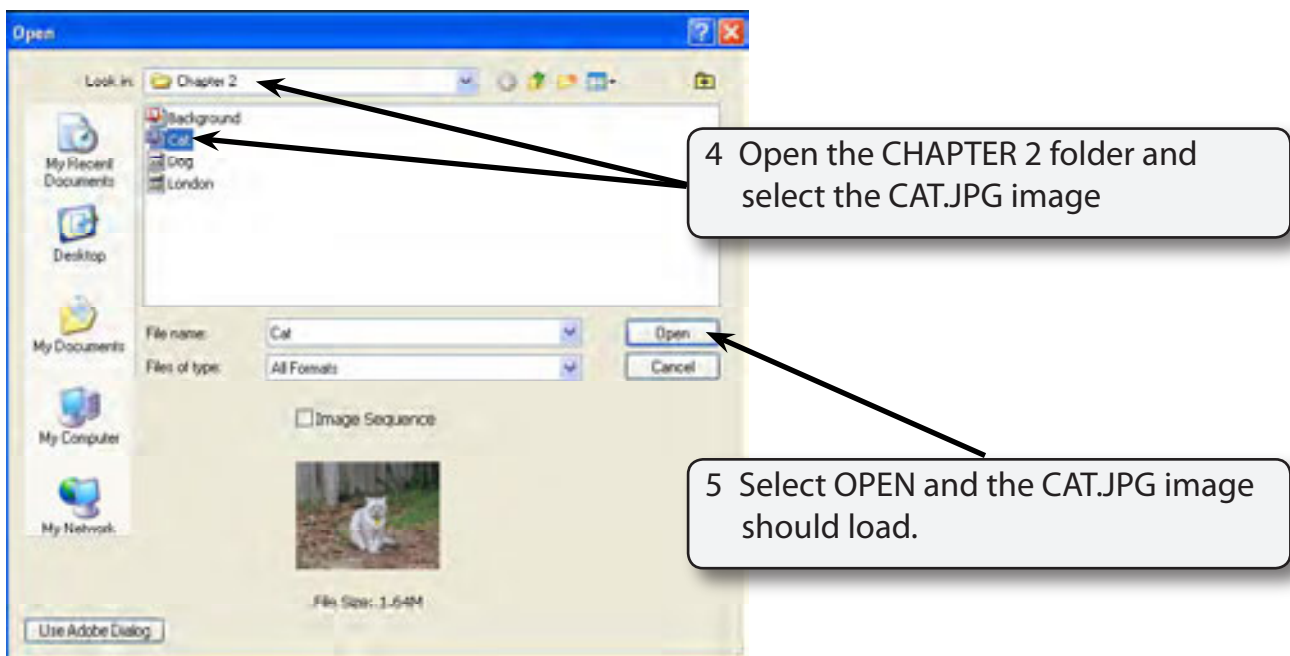 Open
Look in: Chapter 2
Background
Cat
Dog
London
My Recent
Documents
Desktop
My Documents
My Computer
My Network
File name: Cat Open
Files of type: All Formats Cancel
Image Sequence
File Size: 1.64M
Use Adobe Dialog
4 Open the CHAPTER 2 folder and
select the CAT.JPG image
5 Select OPEN and the CAT.JPG image
should load.